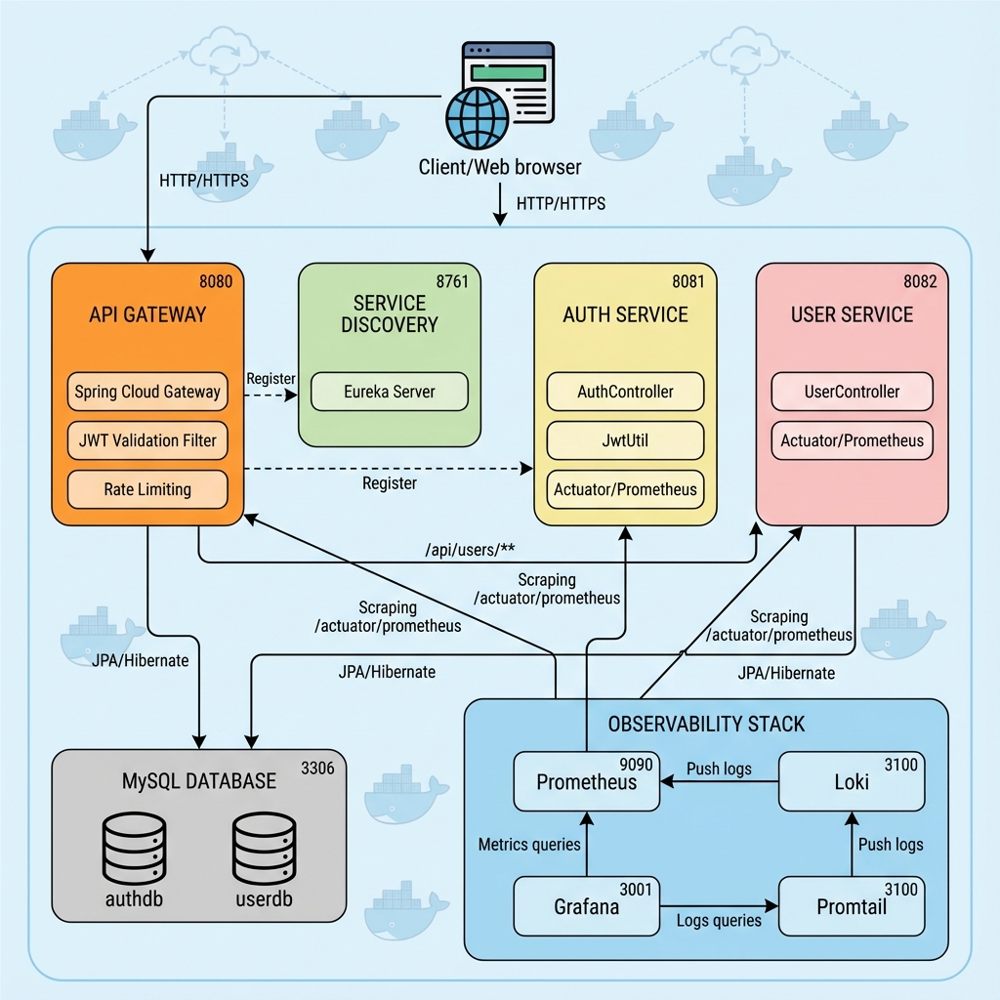 Client/Web browser
HTTP/HTTPS
HTTP/HTTPS
8080
API GATEWAY
Spring Cloud Gateway
JWT Validation Filter
Rate Limiting
Register
8761
SERVICE
DISCOVERY
Eureka Server
Register
8081
AUTH SERVICE
AuthController
JwtUtil
Actuator/Prometheus
8082
USER SERVICE
UserController
Actuator/Prometheus
/api/users/**
Scraping
/actuator/prometheus
Scraping
/actuator/prometheus
Scraping
/actuator/prometheus
JPA/Hibernate
JPA/Hibernate
JPA/Hibernate
MySQL DATABASE
3306
authdb
userdb
OBSERVABILITY STACK
9090
Prometheus
Push logs
3100
Loki
Metrics queries
Push logs
3001
Grafana
Logs queries
3100
Promtail